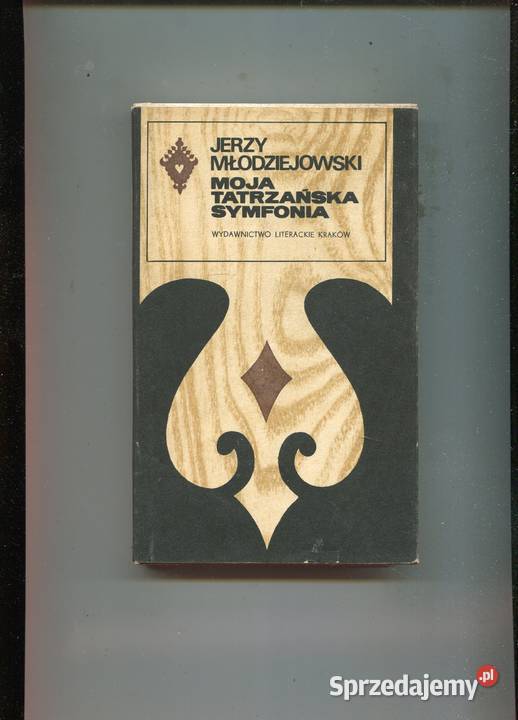 JERZY
MŁODZIEJOWSKI
MOJA
TATRZAŃSKA
SYMFONIA
WYDAWNICTWO LITERACKIE KRAKÓW
Sprzedajemy.pl